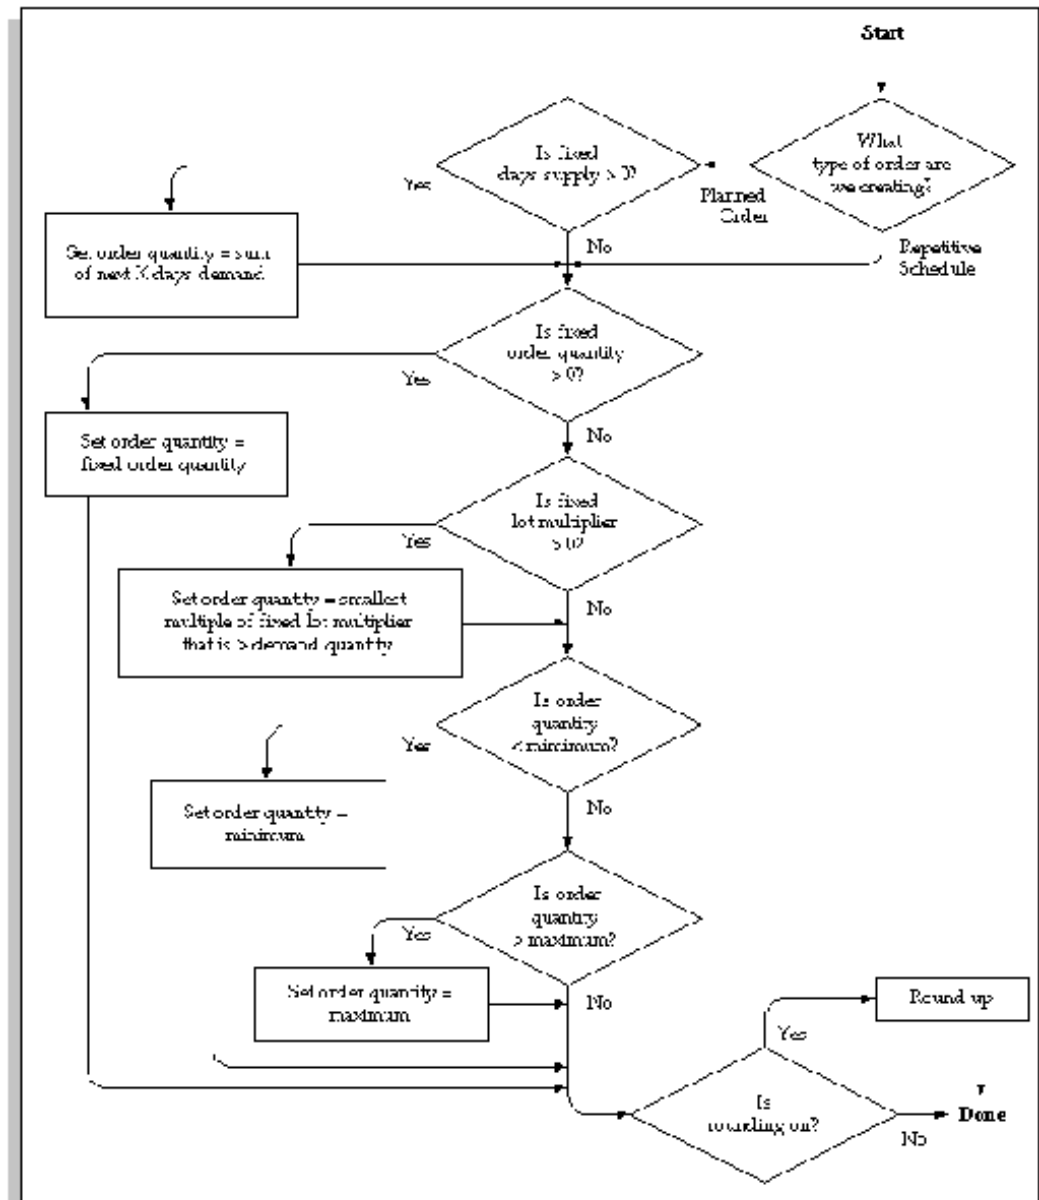 Start
What
type of order are
we creating?
Planned
Order
Repetitive
Schedule
Is fixed
days supply > 0?
Yes
No
Set order quantity = sum
of next X days demand
Is fixed
order quantity
> 0?
Yes
No
Set order quantity =
fixed order quantity
Is fixed
lot multiplier
> 0?
Yes
No
Set order quantity = smallest
multiple of fixed lot multiplier
that is > demand quantity
Is order
quantity
< mimimum?
Yes
No
Set order quantity =
minimum
Is order
quantity
> maximum?
Yes
No
Set order quantity =
maximum
Is
rounding on?
Yes
Round up
No
Done